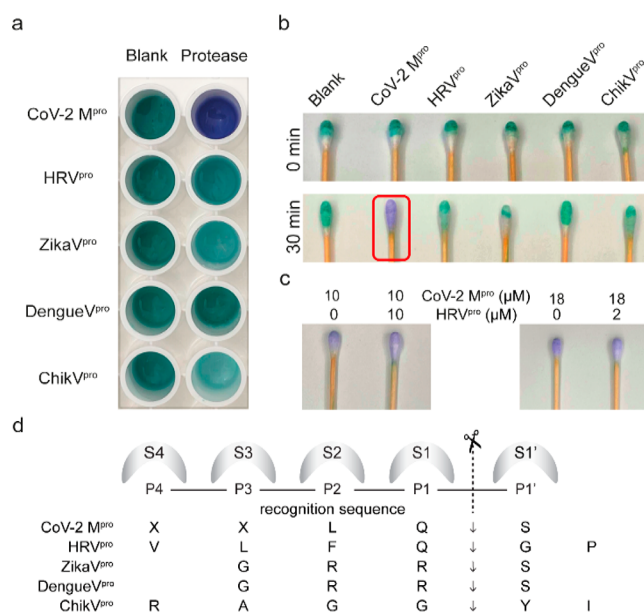 a
Blank Protease
CoV-2 Mpro
HRVpro
ZikaVpro
DengueVpro
ChikVpro
b
Blank CoV-2 Mpro HRVpro ZikaVpro DengueVpro ChikVpro
0 min
30 min
c
10 10 CoV-2 Mpro (μM) 18 18
0 10 HRVpro (μM) 0 2
d
S4 S3 S2 S1 S1'
P4 P3 P2 P1 P1'
recognition sequence
CoV-2 Mpro X X L Q ↓ S
HRVpro V L F Q ↓ G P
ZikaVpro G R R ↓ S
DengueVpro G R R ↓ S
ChikVpro R A G G ↓ Y I